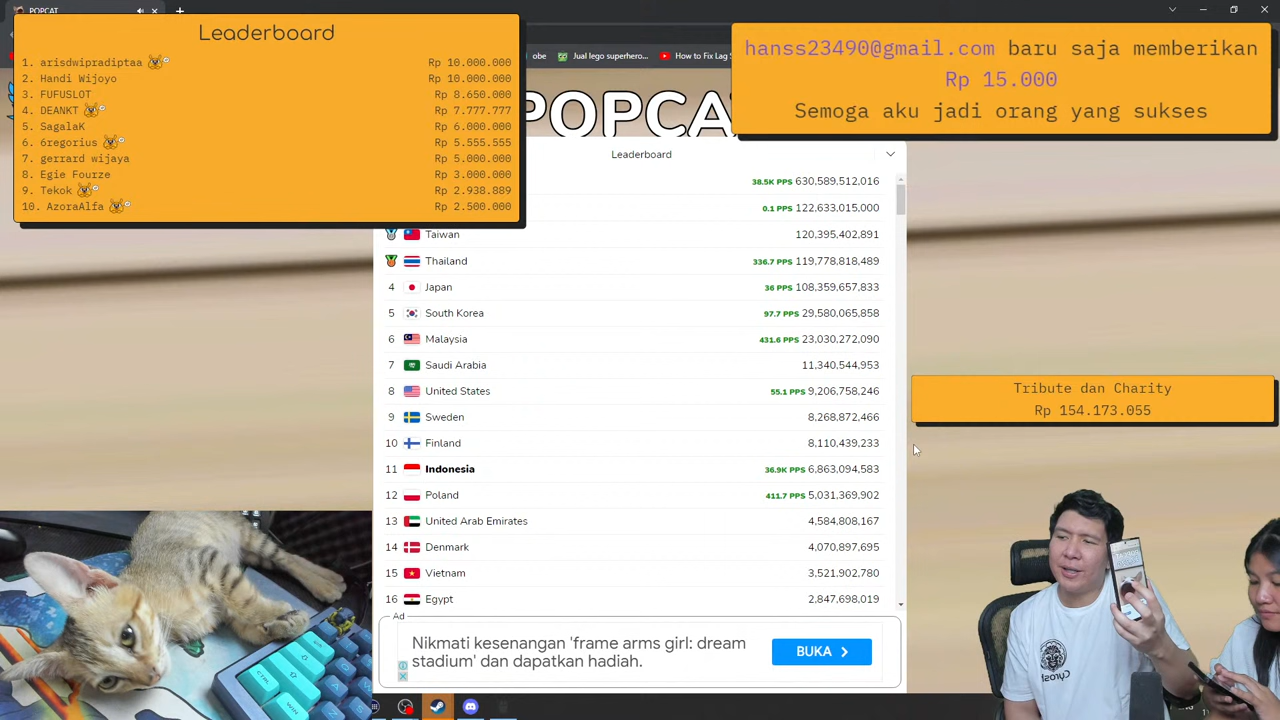 POPCAT
Leaderboard
1. arisdwipradiptaa Rp 10.000.000
2. Handi Wijoyo Rp 10.000.000
3. FUFUSLOT Rp 8.650.000
4. DEANKT Rp 7.777.777
5. SagalaK Rp 6.000.000
6. 6regorius Rp 5.555.555
7. gerrard wijaya Rp 5.000.000
8. Egie Fourze Rp 3.000.000
9. Tekok Rp 2.938.889
10. AzoraAlfa Rp 2.500.000
obe Jual lego superhero... How to Fix Lag S
hanss23490@gmail.com baru saja memberikan
Rp 15.000
Semoga aku jadi orang yang sukses
POPCA
Leaderboard
38.5K PPS 630,589,512,016
0.1 PPS 122,633,015,000
Taiwan 120,395,402,891
Thailand 336.7 PPS 119,778,818,489
4 Japan 36 PPS 108,359,657,833
5 South Korea 97.7 PPS 29,580,065,858
6 Malaysia 431.6 PPS 23,030,272,090
7 Saudi Arabia 11,340,544,953
8 United States 55.1 PPS 9,206,758,246
9 Sweden 8,268,872,466
10 Finland 8,110,439,233
11 Indonesia 36.9K PPS 6,863,094,583
12 Poland 411.7 PPS 5,031,369,902
13 United Arab Emirates 4,584,808,167
14 Denmark 4,070,897,695
15 Vietnam 3,521,902,780
16 Egypt 2,847,698,019
Tribute dan Charity
Rp 154.173.055
Ad
Nikmati kesenangan 'frame arms girl: dream
stadium' dan dapatkan hadiah.
BUKA